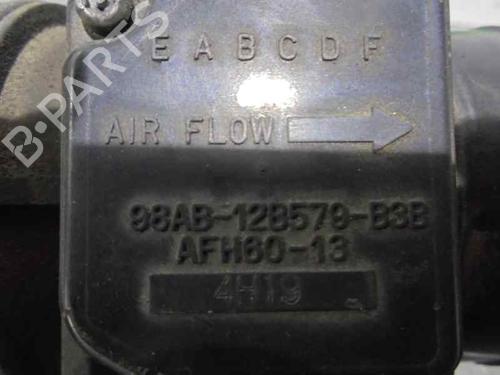 B-PARTS
E A B C D F
AIR FLOW
98AB-12B579-B3B
AFH60-13
4H19